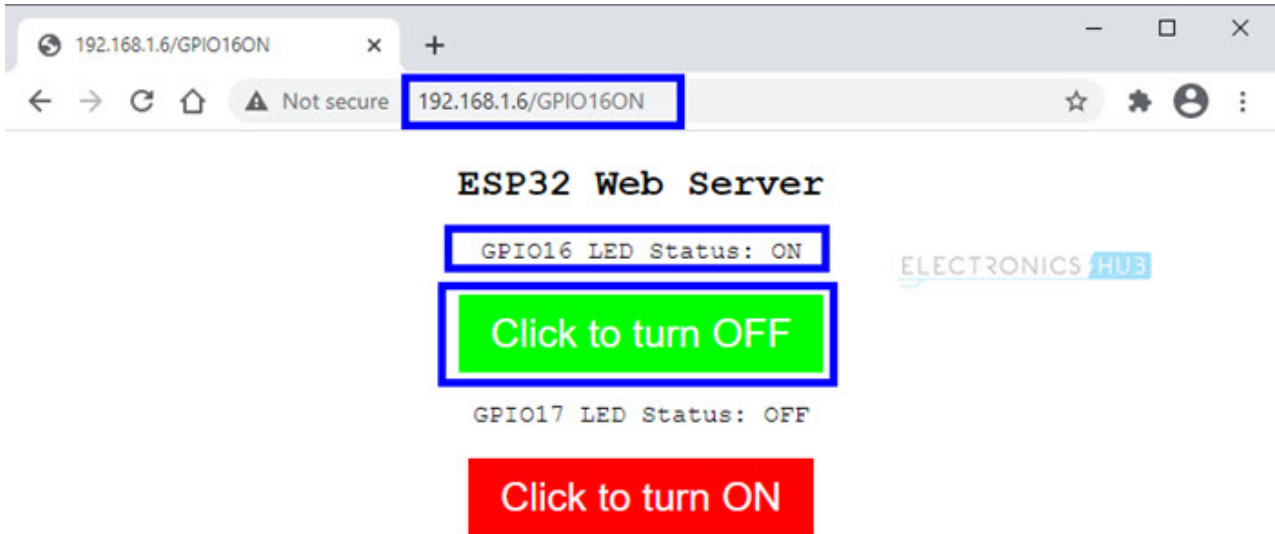 192.168.1.6/GPIO16ON
Not secure 192.168.1.6/GPIO16ON
ESP32 Web Server
GPIO16 LED Status: ON
ELECTRONICS HUB
Click to turn OFF
GPIO17 LED Status: OFF
Click to turn ON